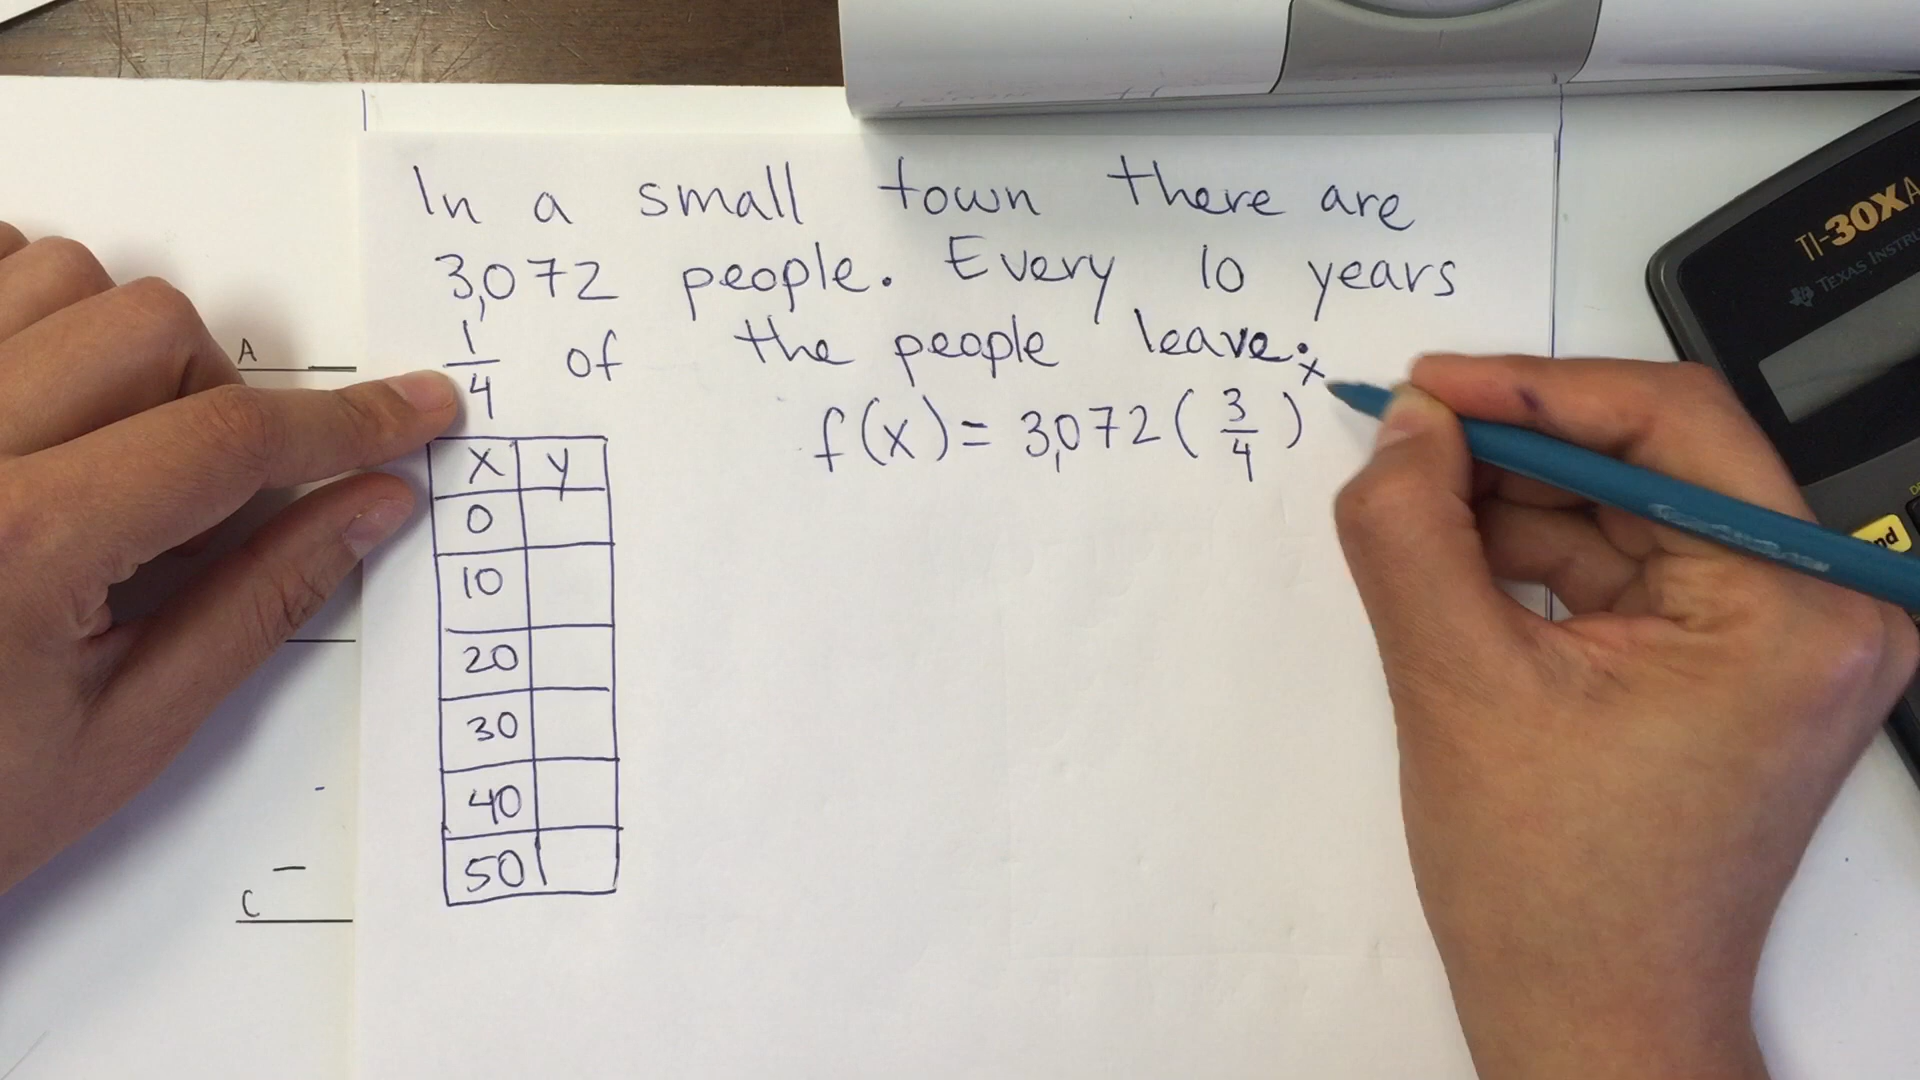 In a small town there are
3,072 people. Every 10 years
1/4 of the people leave.
f(x) = 3,072(3/4)^x
x y
0
10
20
30
40
50
A
C
TI-30XA
TEXAS INSTRU
nd